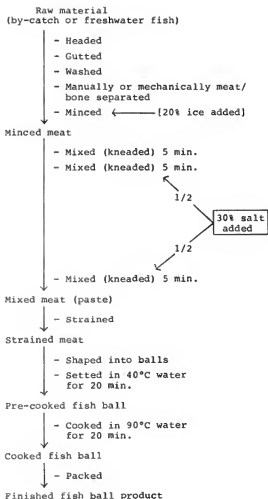 Raw material
(by-catch or freshwater fish)
- Headed
- Gutted
- Washed
- Manually or mechanically meat/
bone separated
- Minced
[20% ice added]
Minced meat
- Mixed (kneaded) 5 min.
- Mixed (kneaded) 5 min.
1/2
30% salt
added
1/2
- Mixed (kneaded) 5 min.
Mixed meat (paste)
- Strained
Strained meat
- Shaped into balls
- Setted in 40°C water
for 20 min.
Pre-cooked fish ball
- Cooked in 90°C water
for 20 min.
Cooked fish ball
- Packed
Finished fish ball product